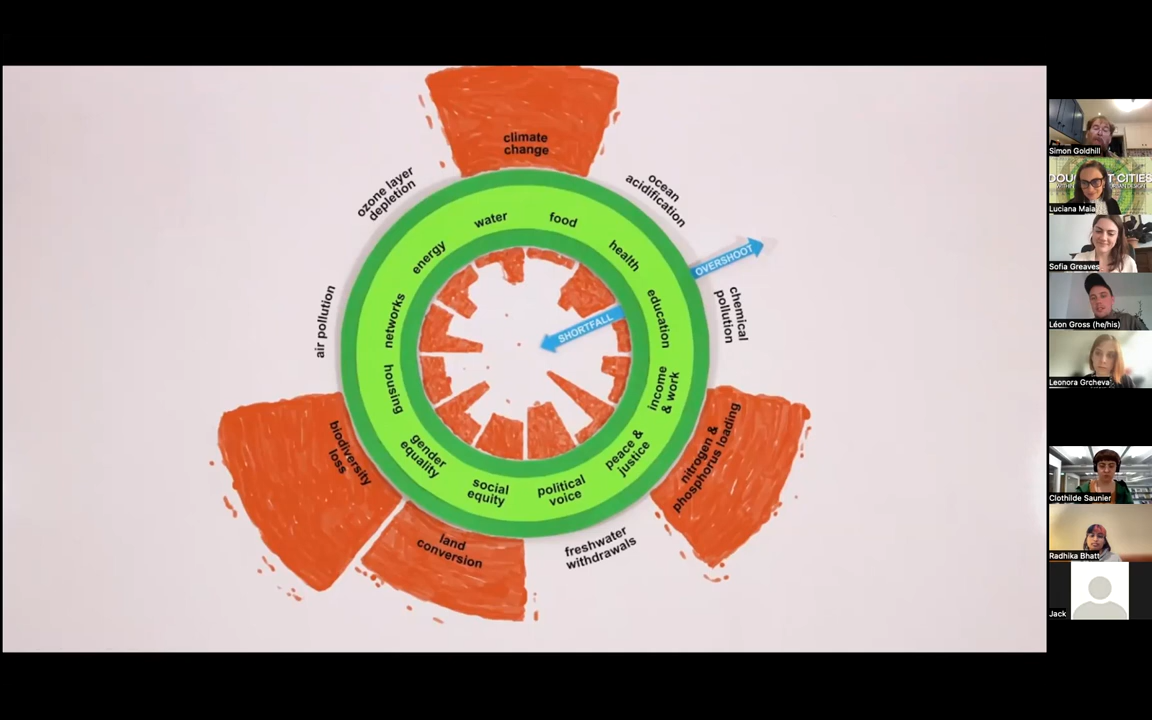 climate
change
ozone layer
depletion
ocean
acidification
water
food
energy
health
OVERSHOOT
networks
education
SHORTFALL
air pollution
chemical
pollution
housing
income
& work
biodiversity
loss
gender
equality
peace &
justice
nitrogen &
phosphorus loading
social
equity
political
voice
land
conversion
freshwater
withdrawals
Simon Goldhill
Luciana Maia
Sofia Greaves
Léon Gross (he/his)
Leonora Grcheva
Clothilde Saunier
Radhika Bhatt
Jack